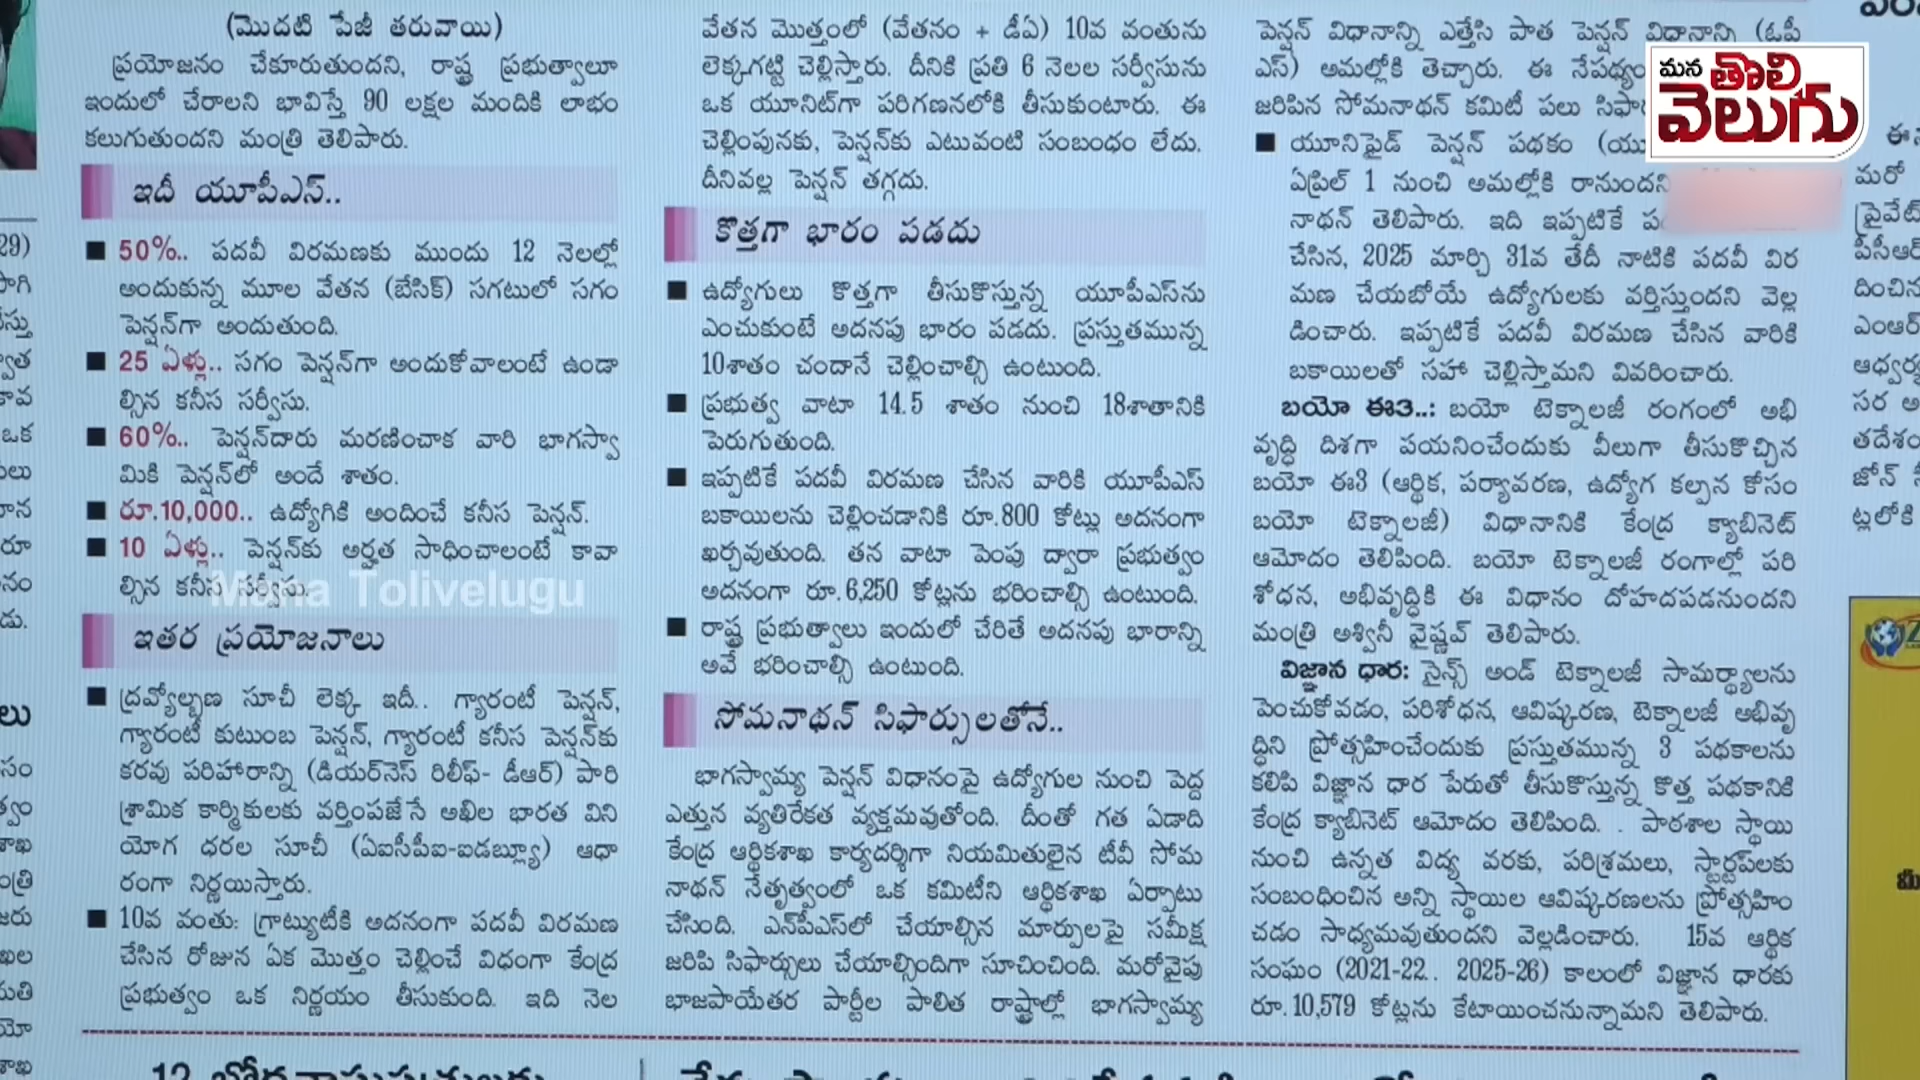 (మొదటి పేజీ తరువాయి)
ప్రయోజనం చేకూరుతుందని, రాష్ట్ర ప్రభుత్వాలూ
ఇందులో చేరాలని భావిస్తే 90 లక్షల మందికి లాభం
కలుగుతుందని మంత్రి తెలిపారు.
ఇదీ యూపీఎస్..
■ 50%.. పదవీ విరమణకు ముందు 12 నెలల్లో
అందుకున్న మూల వేతన (బేసిక్) సగటులో సగం
పెన్షన్‌గా అందుతుంది.
■ 25 ఏళ్లు.. సగం పెన్షన్‌గా అందుకోవాలంటే ఉండా
ల్సిన కనీస సర్వీసు.
■ 60%.. పెన్షన్‌దారు మరణించాక వారి భాగస్వా
మికి పెన్షన్‌లో అందే శాతం.
■ రూ.10,000.. ఉద్యోగికి అందించే కనీస పెన్షన్.
■ 10 ఏళ్లు.. పెన్షన్‌కు అర్హత సాధించాలంటే కావా
ల్సిన కనీస సర్వీసు.
Mana Tolivelugu
ఇతర ప్రయోజనాలు
■ ద్రవ్యోల్బణ సూచీ లెక్క ఇదీ.. గ్యారంటీ పెన్షన్,
గ్యారంటీ కుటుంబ పెన్షన్, గ్యారంటీ కనీస పెన్షన్‌కు
కరవు పరిహారాన్ని (డియర్‌నెస్ రిలీఫ్- డీఆర్) పారి
శ్రామిక కార్మికులకు వర్తింపజేసే అఖిల భారత విని
యోగ ధరల సూచీ (ఏఐసీపీఐ-ఐడబ్ల్యూ) ఆధా
రంగా నిర్ణయిస్తారు.
■ 10వ వంతు: గ్రాట్యుటీకి అదనంగా పదవీ విరమణ
చేసిన రోజున ఏక మొత్తం చెల్లించే విధంగా కేంద్ర
ప్రభుత్వం ఒక నిర్ణయం తీసుకుంది. ఇది నెల
వేతన మొత్తంలో (వేతనం + డీఏ) 10వ వంతును
లెక్కగట్టి చెల్లిస్తారు. దీనికి ప్రతి 6 నెలల సర్వీసును
ఒక యూనిట్‌గా పరిగణనలోకి తీసుకుంటారు. ఈ
చెల్లింపునకు, పెన్షన్‌కు ఎటువంటి సంబంధం లేదు.
దీనివల్ల పెన్షన్ తగ్గదు.
కొత్తగా భారం పడదు
■ ఉద్యోగులు కొత్తగా తీసుకొస్తున్న యూపీఎస్‌ను
ఎంచుకుంటే అదనపు భారం పడదు. ప్రస్తుతమున్న
10శాతం చందానే చెల్లించాల్సి ఉంటుంది.
■ ప్రభుత్వ వాటా 14.5 శాతం నుంచి 18శాతానికి
పెరుగుతుంది.
■ ఇప్పటికే పదవీ విరమణ చేసిన వారికి యూపీఎస్
బకాయిలను చెల్లించడానికి రూ.800 కోట్లు అదనంగా
ఖర్చవుతుంది. తన వాటా పెంపు ద్వారా ప్రభుత్వం
అదనంగా రూ.6,250 కోట్లను భరించాల్సి ఉంటుంది.
■ రాష్ట్ర ప్రభుత్వాలు ఇందులో చేరితే అదనపు భారాన్ని
అవే భరించాల్సి ఉంటుంది.
సోమనాథన్ సిఫార్సులతోనే..
భాగస్వామ్య పెన్షన్ విధానంపై ఉద్యోగుల నుంచి పెద్ద
ఎత్తున వ్యతిరేకత వ్యక్తమవుతోంది. దీంతో గత ఏడాది
కేంద్ర ఆర్థికశాఖ కార్యదర్శిగా నియమితులైన టీవీ సోమ
నాథన్ నేతృత్వంలో ఒక కమిటీని ఆర్థికశాఖ ఏర్పాటు
చేసింది. ఎన్‌పీఎస్‌లో చేయాల్సిన మార్పులపై సమీక్ష
జరిపి సిఫార్సులు చేయాల్సిందిగా సూచించింది. మరోవైపు
భాజపాయేతర పార్టీల పాలిత రాష్ట్రాల్లో భాగస్వామ్య
పెన్షన్ విధానాన్ని ఎత్తేసి పాత పెన్షన్ విధానాన్ని (ఓపీ
ఎస్) అమల్లోకి తెచ్చారు. ఈ నేపథ్యం
జరిపిన సోమనాథన్ కమిటీ పలు
■ యూనిఫైడ్ పెన్షన్ పథకం
ఏప్రిల్ 1 నుంచి అమల్లోకి రానుందని
నాథన్ తెలిపారు. ఇది ఇప్పటికే
చేసిన, 2025 మార్చి 31వ తేదీ నాటికి పదవీ విర
మణ చేయబోయే ఉద్యోగులకు వర్తిస్తుందని వెల్ల
డించారు. ఇప్పటికే పదవీ విరమణ చేసిన వారికి
బకాయిలతో సహా చెల్లిస్తామని వివరించారు.
బయో ఈ3..: బయో టెక్నాలజీ రంగంలో అభి
వృద్ధి దిశగా పయనించేందుకు వీలుగా తీసుకొచ్చిన
బయో ఈ3 (ఆర్థిక, పర్యావరణ, ఉద్యోగ కల్పన కోసం
బయో టెక్నాలజీ) విధానానికి కేంద్ర క్యాబినెట్
ఆమోదం తెలిపింది. బయో టెక్నాలజీ రంగాల్లో పరి
శోధన, అభివృద్ధికి ఈ విధానం దోహదపడనుందని
మంత్రి అశ్వినీ వైష్ణవ్ తెలిపారు.
విజ్ఞాన ధార: సైన్స్ అండ్ టెక్నాలజీ సామర్థ్యాలను
పెంచుకోవడం, పరిశోధన, ఆవిష్కరణ, టెక్నాలజీ అభివృ
ద్ధిని ప్రోత్సహించేందుకు ప్రస్తుతమున్న 3 పథకాలను
కలిపి విజ్ఞాన ధార పేరుతో తీసుకొస్తున్న కొత్త పథకానికి
కేంద్ర క్యాబినెట్ ఆమోదం తెలిపింది. . పాఠశాల స్థాయి
నుంచి ఉన్నత విద్య వరకు, పరిశ్రమలు, స్టార్టప్‌లకు
సంబంధించిన అన్ని స్థాయిల ఆవిష్కరణలను ప్రోత్సహిం
చడం సాధ్యమవుతుందని వెల్లడించారు. 15వ ఆర్థిక
సంఘం (2021-22.. 2025-26) కాలంలో విజ్ఞాన ధారకు
రూ.10,579 కోట్లను కేటాయించనున్నామని తెలిపారు.
మన
తొలి
వెలుగు